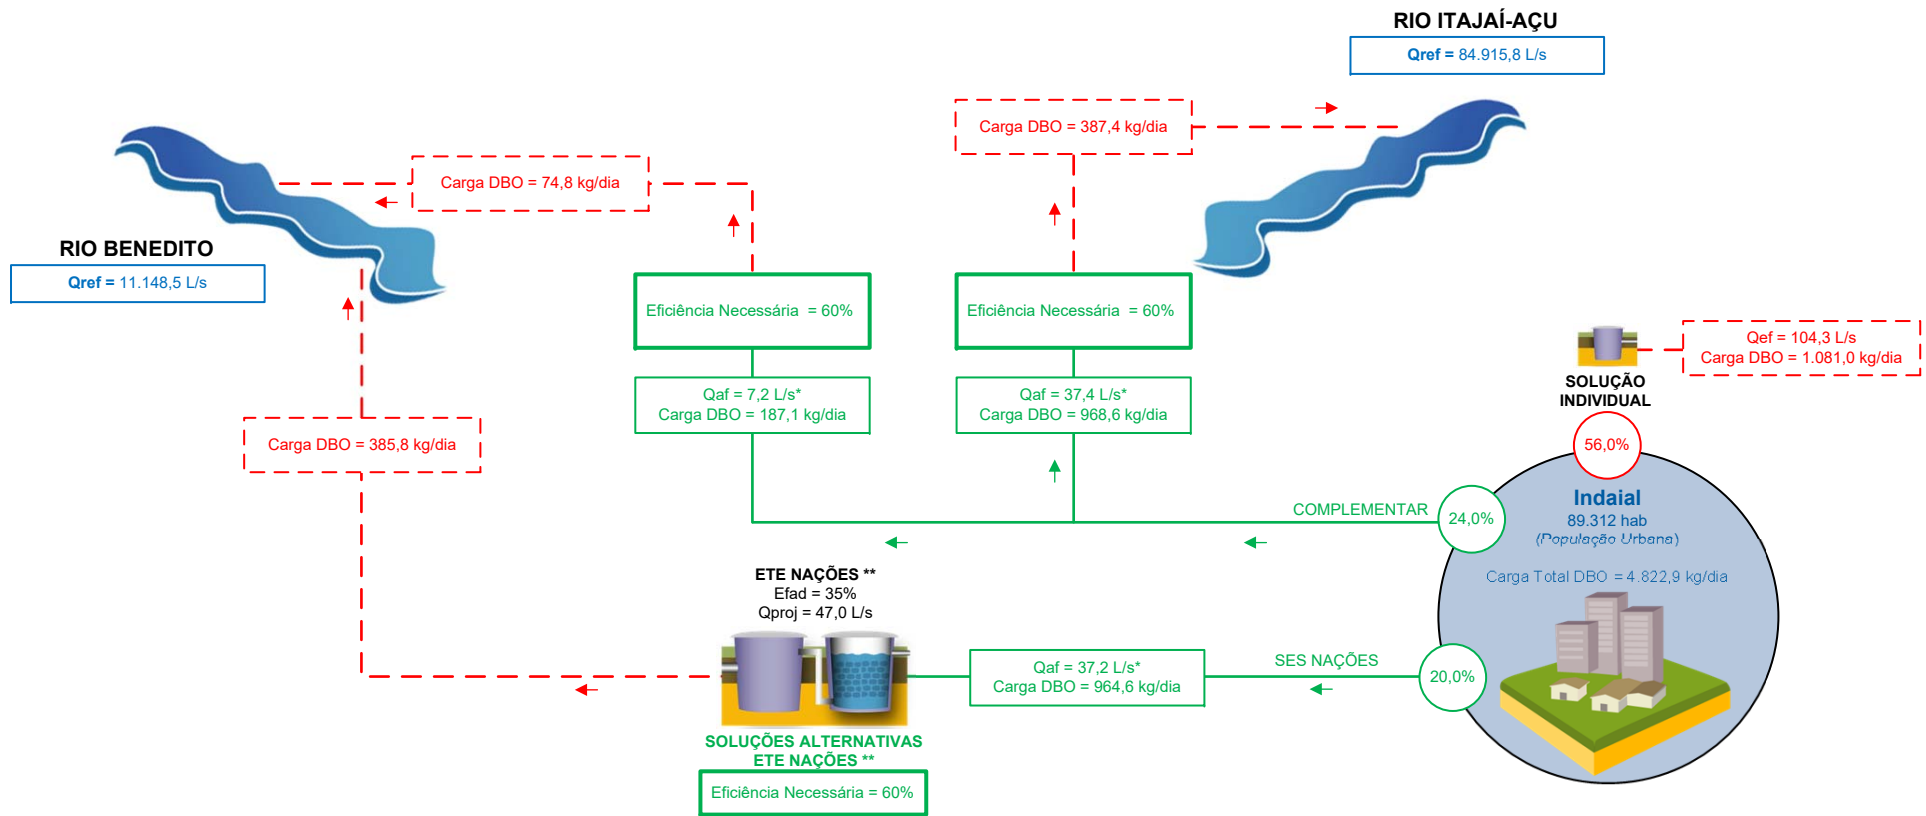 RIO ITAJAÍ-AÇU
Qref = 84.915,8 L/s
Carga DBO = 387,4 kg/dia
Carga DBO = 74,8 kg/dia
RIO BENEDITO
Qref = 11.148,5 L/s
Eficiência Necessária = 60%
Eficiência Necessária = 60%
Qef = 104,3 L/s
Carga DBO = 1.081,0 kg/dia
SOLUÇÃO
INDIVIDUAL
Qaf = 7,2 L/s*
Carga DBO = 187,1 kg/dia
Qaf = 37,4 L/s*
Carga DBO = 968,6 kg/dia
Carga DBO = 385,8 kg/dia
56,0%
Indaial
89.312 hab
(População Urbana)
Carga Total DBO = 4.822,9 kg/dia
COMPLEMENTAR
24,0%
ETE NAÇÕES **
Efad = 35%
Qproj = 47,0 L/s
Qaf = 37,2 L/s*
Carga DBO = 964,6 kg/dia
SES NAÇÕES
20,0%
SOLUÇÕES ALTERNATIVAS
ETE NAÇÕES **
Eficiência Necessária = 60%